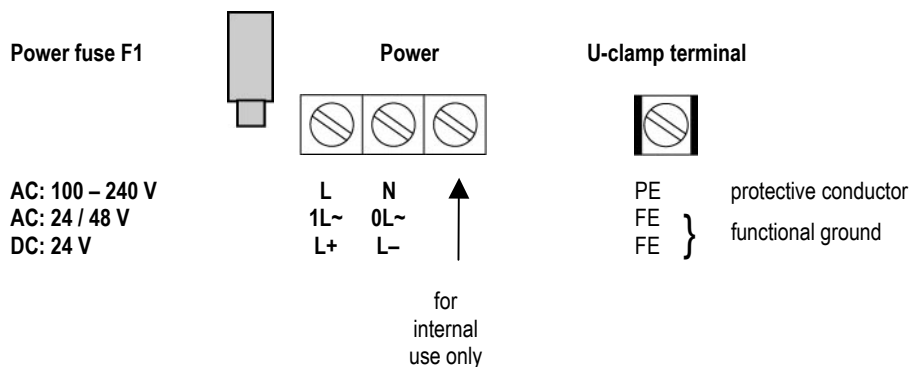 Power fuse F1 Power U-clamp terminal
AC: 100 – 240 V L N PE protective conductor
AC: 24 / 48 V 1L~ 0L~ FE
} functional ground
DC: 24 V L+ L– FE
for
internal
use only